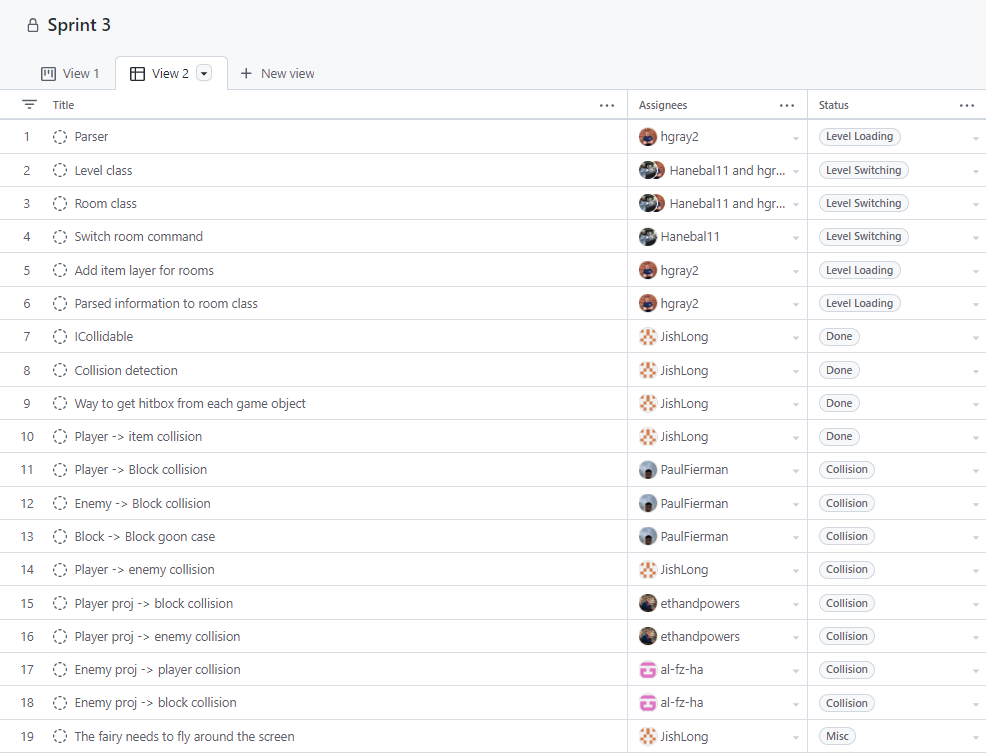 Sprint 3
View 1 View 2 New view
Title Assignees Status
1 Parser hgray2 Level Loading
2 Level class Hanebal11 and hgr... Level Switching
3 Room class Hanebal11 and hgr... Level Switching
4 Switch room command Hanebal11 Level Switching
5 Add item layer for rooms hgray2 Level Loading
6 Parsed information to room class hgray2 Level Loading
7 ICollidable JishLong Done
8 Collision detection JishLong Done
9 Way to get hitbox from each game object JishLong Done
10 Player -> item collision JishLong Done
11 Player -> Block collision PaulFierman Collision
12 Enemy -> Block collision PaulFierman Collision
13 Block -> Block goon case PaulFierman Collision
14 Player -> enemy collision JishLong Collision
15 Player proj -> block collision ethandpowers Collision
16 Player proj -> enemy collision ethandpowers Collision
17 Enemy proj -> player collision al-fz-ha Collision
18 Enemy proj -> block collision al-fz-ha Collision
19 The fairy needs to fly around the screen JishLong Misc